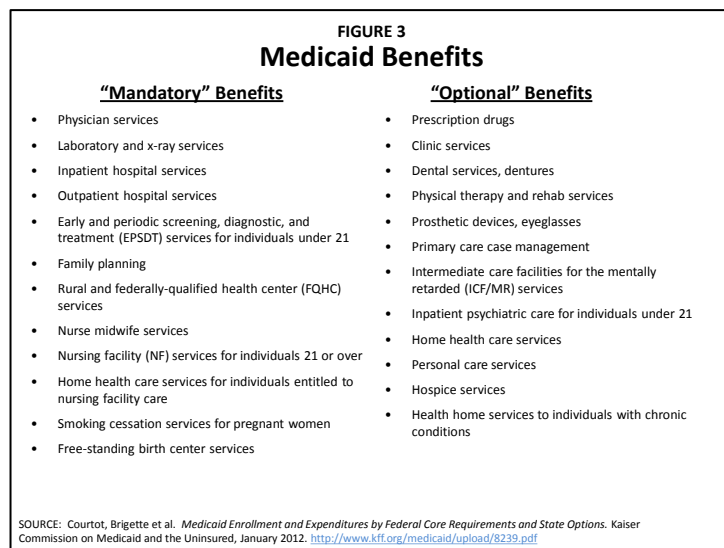 FIGURE 3
Medicaid Benefits
“Mandatory” Benefits
• Physician services
• Laboratory and x-ray services
• Inpatient hospital services
• Outpatient hospital services
• Early and periodic screening, diagnostic, and
treatment (EPSDT) services for individuals under 21
• Family planning
• Rural and federally-qualified health center (FQHC)
services
• Nurse midwife services
• Nursing facility (NF) services for individuals 21 or over
• Home health care services for individuals entitled to
nursing facility care
• Smoking cessation services for pregnant women
• Free-standing birth center services
“Optional” Benefits
• Prescription drugs
• Clinic services
• Dental services, dentures
• Physical therapy and rehab services
• Prosthetic devices, eyeglasses
• Primary care case management
• Intermediate care facilities for the mentally
retarded (ICF/MR) services
• Inpatient psychiatric care for individuals under 21
• Home health care services
• Personal care services
• Hospice services
• Health home services to individuals with chronic
conditions
SOURCE: Courtot, Brigette et al. Medicaid Enrollment and Expenditures by Federal Core Requirements and State Options. Kaiser
Commission on Medicaid and the Uninsured, January 2012. http://www.kff.org/medicaid/upload/8239.pdf